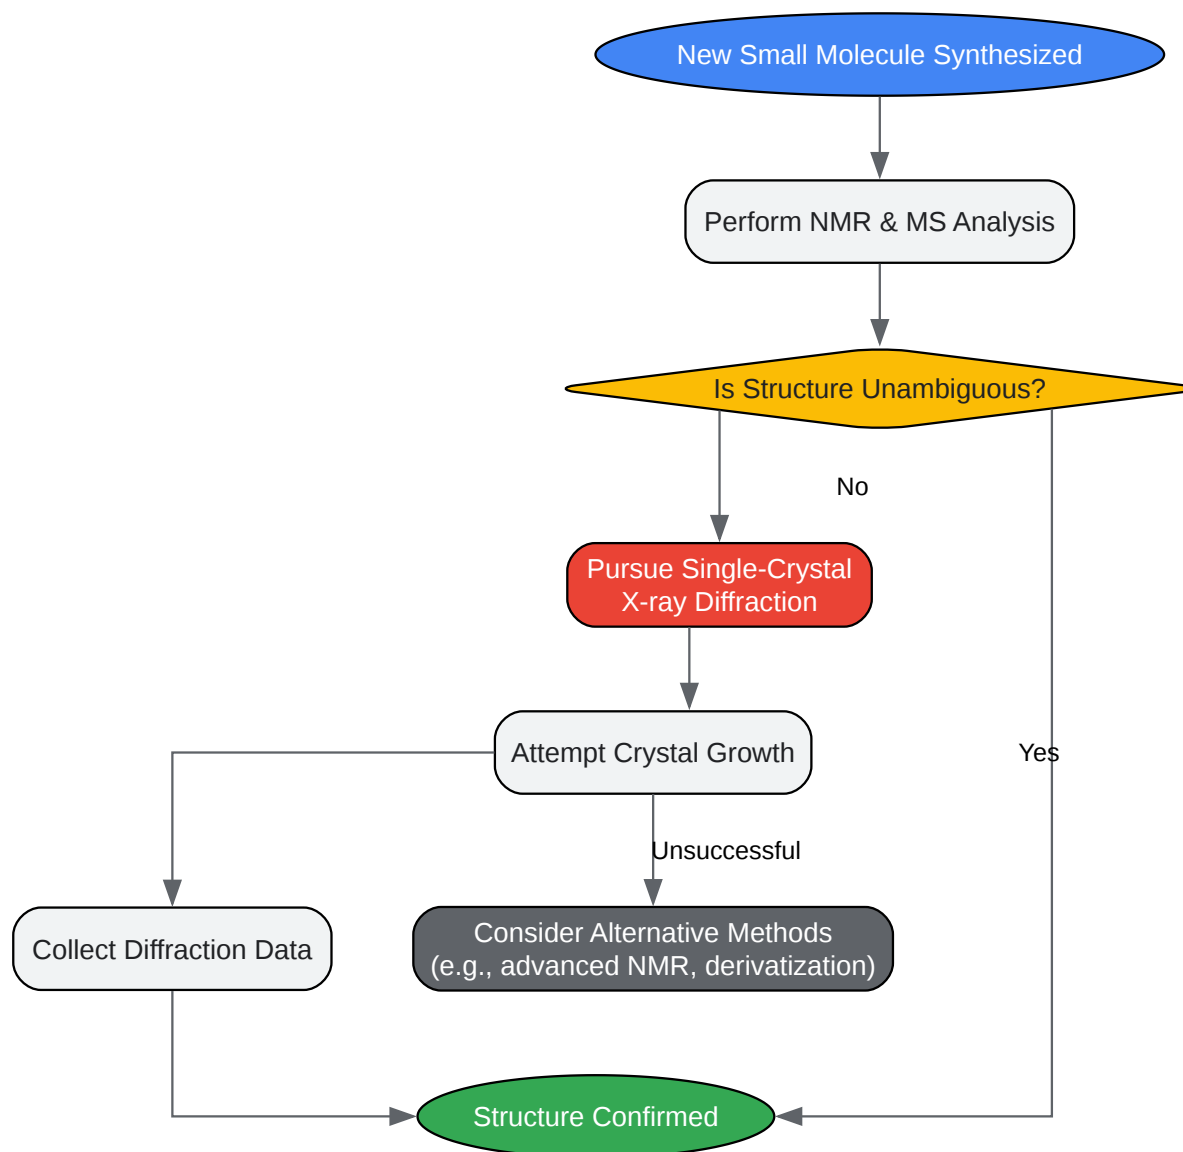 New Small Molecule Synthesized
Perform NMR & MS Analysis
Is Structure Unambiguous?
No
Pursue Single-Crystal
X-ray Diffraction
Attempt Crystal Growth
Yes
Unsuccessful
Collect Diffraction Data
Consider Alternative Methods
(e.g., advanced NMR, derivatization)
Structure Confirmed